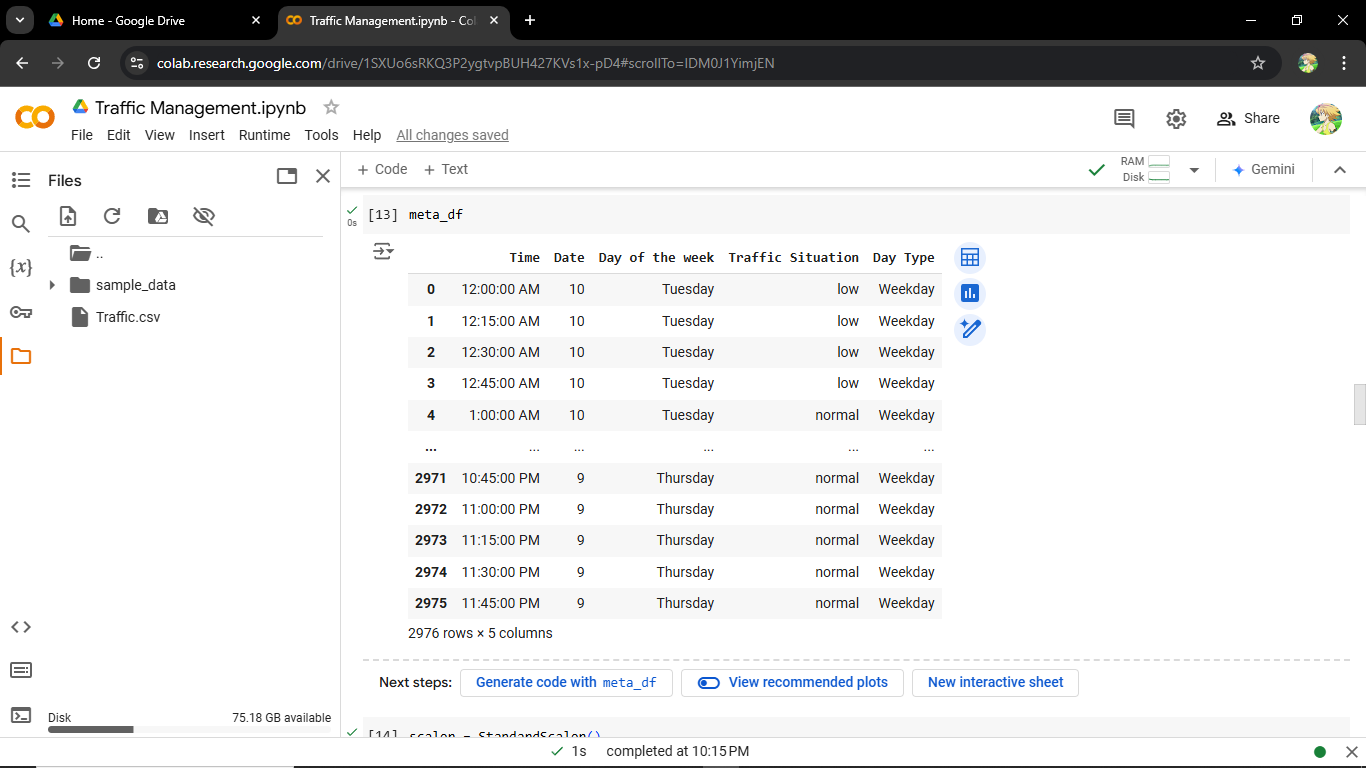 Home - Google Drive
Traffic Management.ipynb - Co
colab.research.google.com/drive/1SXUo6sRKQ3P2ygtvpBUH427KVs1x-pD4#scrollTo=IDM0J1YimjEN
Traffic Management.ipynb
File Edit View Insert Runtime Tools Help All changes saved
Share
Files
+ Code + Text
RAM
Disk
Gemini
..
sample_data
Traffic.csv
{x}
0s
[13] meta_df
Time Date Day of the week Traffic Situation Day Type
0 12:00:00 AM 10 Tuesday low Weekday
1 12:15:00 AM 10 Tuesday low Weekday
2 12:30:00 AM 10 Tuesday low Weekday
3 12:45:00 AM 10 Tuesday low Weekday
4 1:00:00 AM 10 Tuesday normal Weekday
... ... ... ... ... ...
2971 10:45:00 PM 9 Thursday normal Weekday
2972 11:00:00 PM 9 Thursday normal Weekday
2973 11:15:00 PM 9 Thursday normal Weekday
2974 11:30:00 PM 9 Thursday normal Weekday
2975 11:45:00 PM 9 Thursday normal Weekday
2976 rows × 5 columns
Next steps: Generate code with meta_df View recommended plots New interactive sheet
[14] scaler = StandardScaler()
Disk 75.18 GB available
1s completed at 10:15 PM